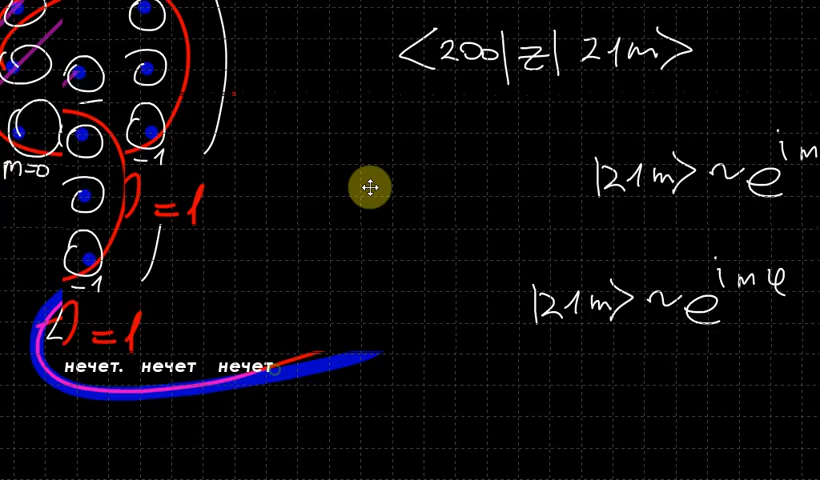 <200|z|21m>
-1
m=0
|21m> ~ e^{im
l=1
-1
|21m> ~ e^{imφ}
l=1
нечет. нечет нечет